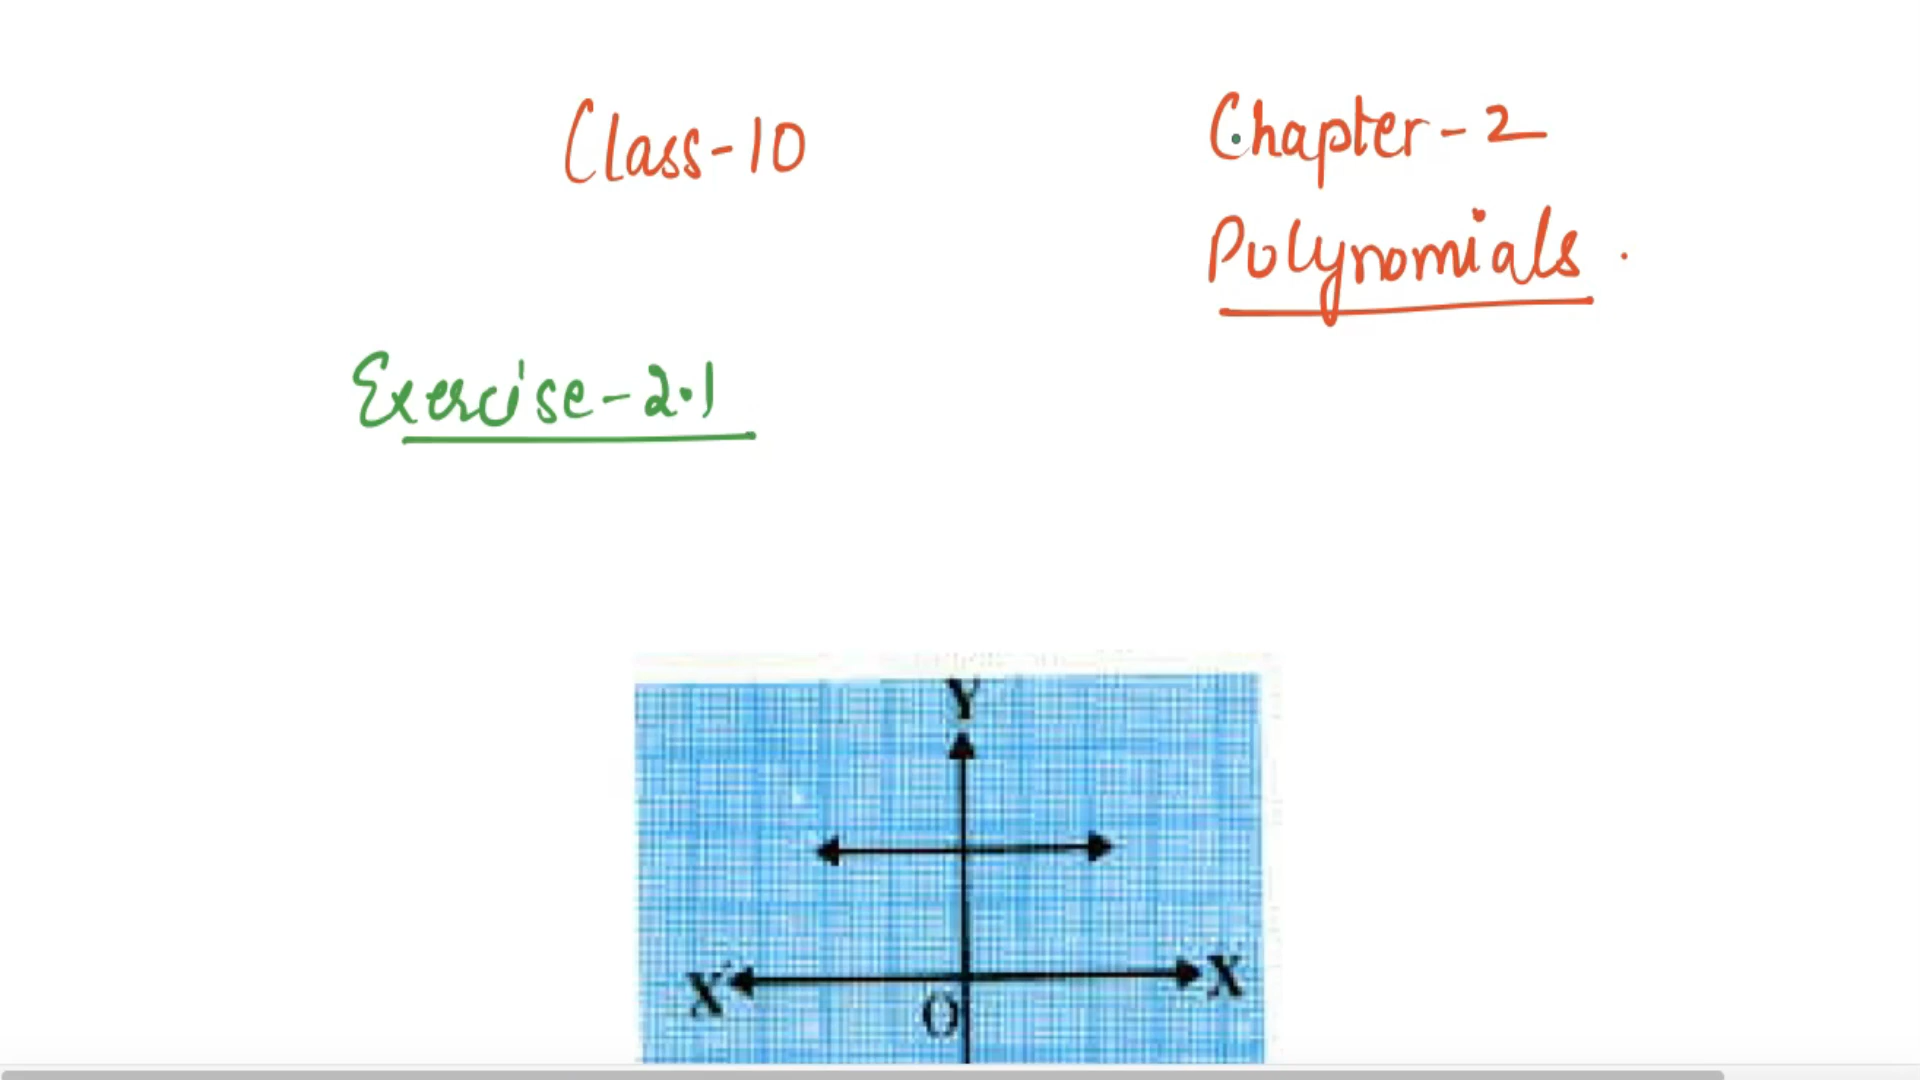 Class-10
Chapter-2
Polynomials.
Exercise-2.1
Y
X' X
O